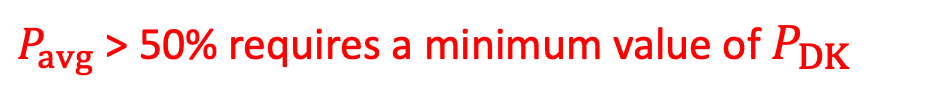 P_avg > 50% requires a minimum value of P_DK